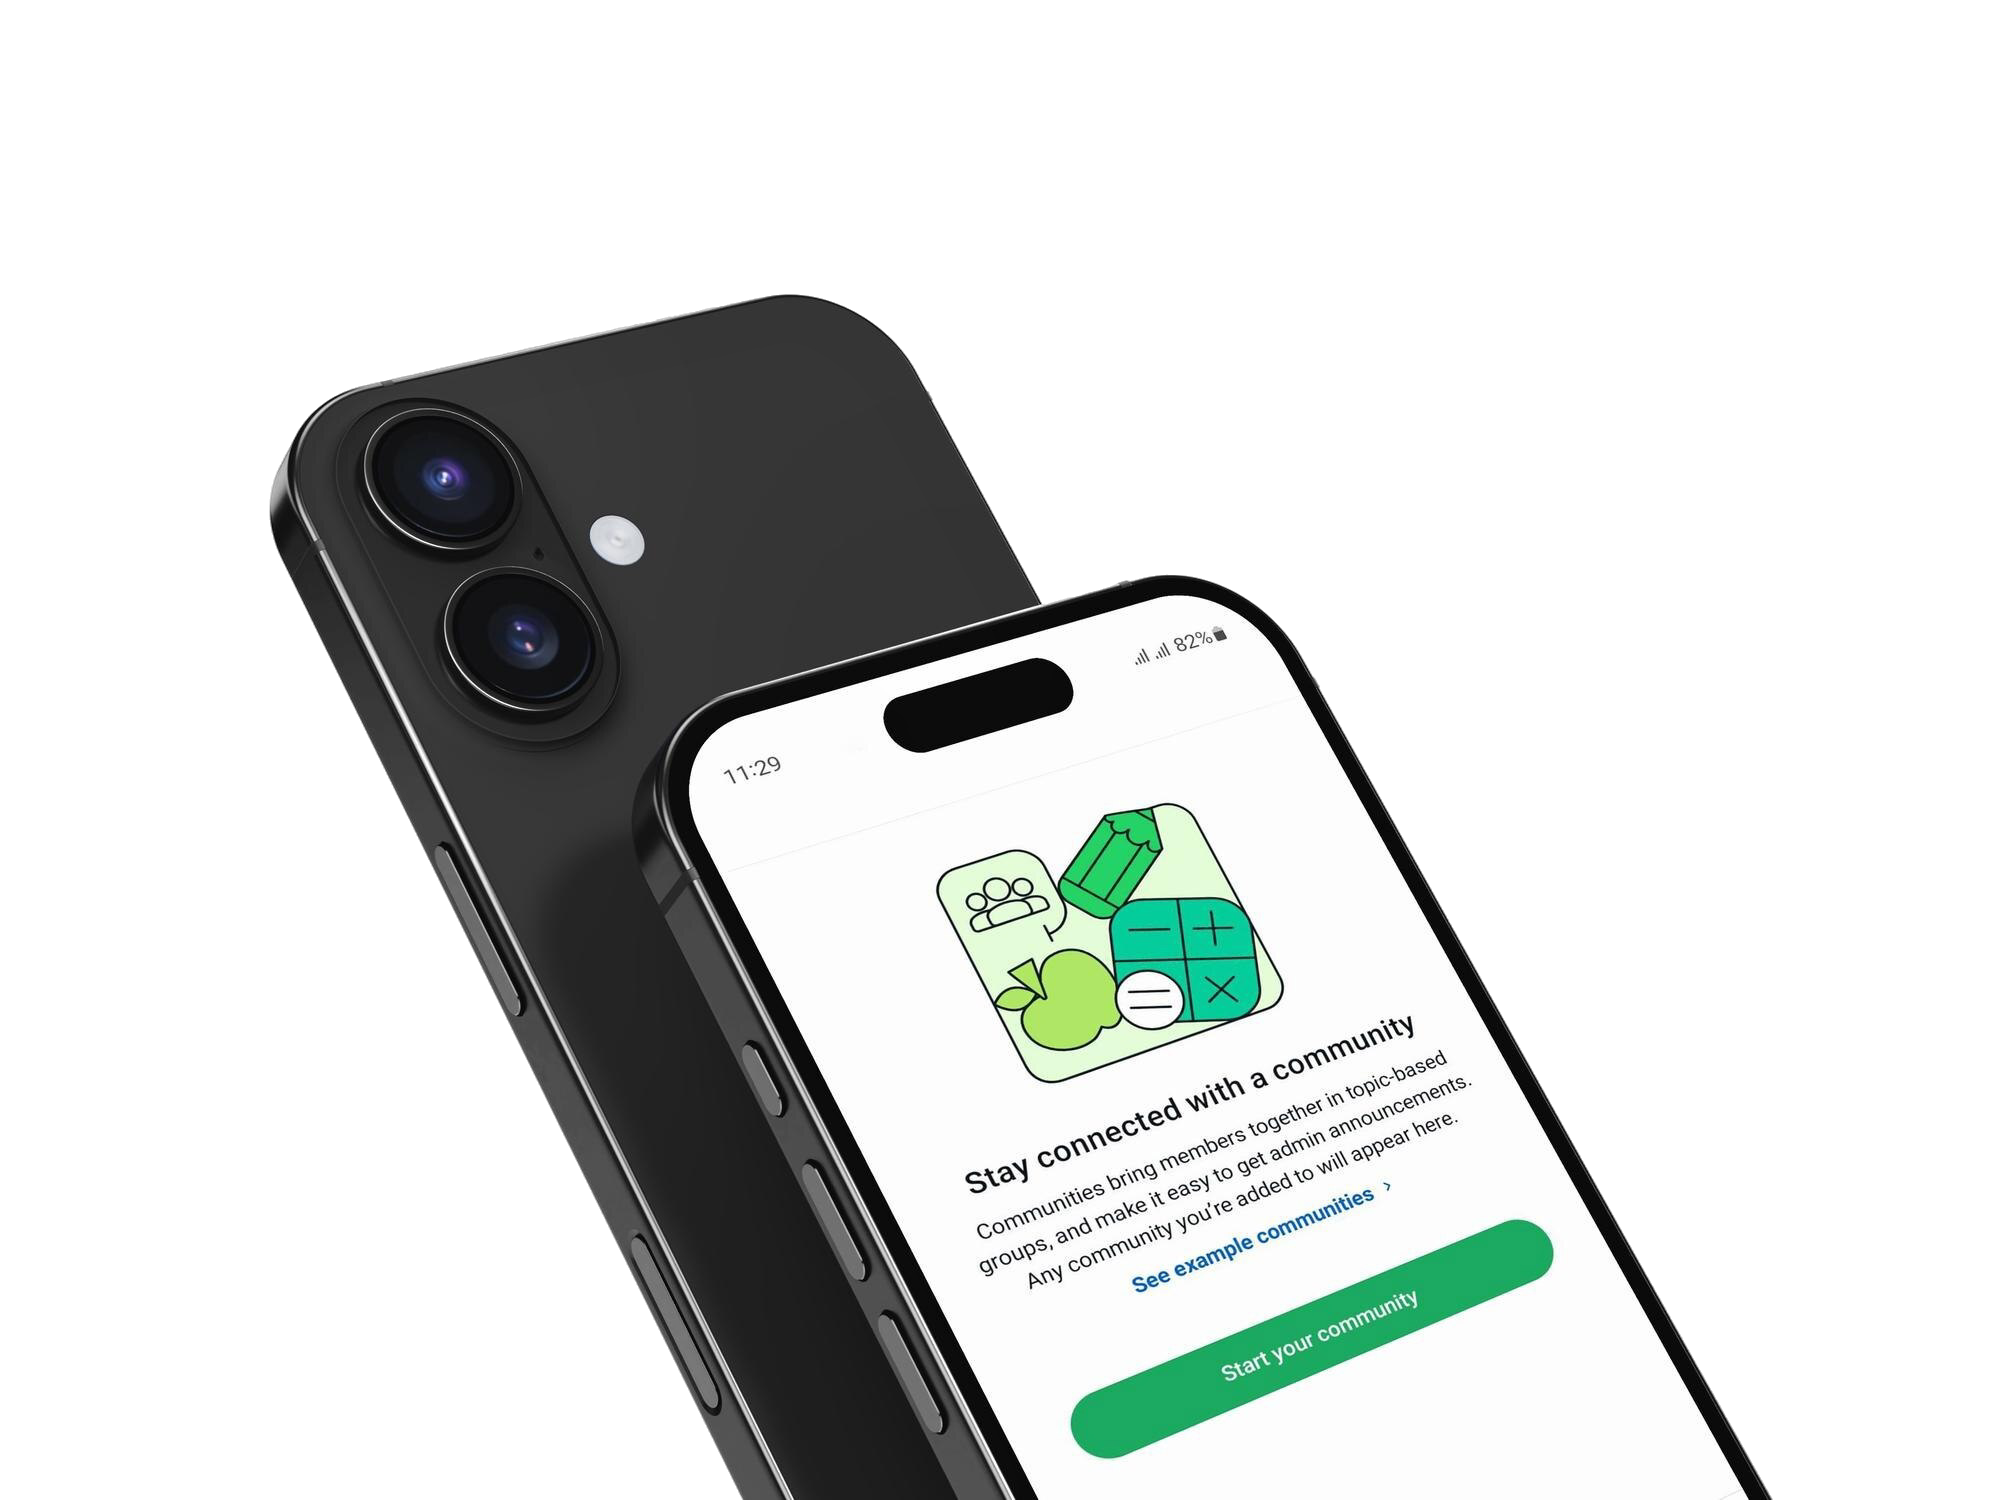 11:29
82%
Stay connected with a community
Communities bring members together in topic-based
groups, and make it easy to get admin announcements.
Any community you're added to will appear here.
See example communities ›
Start your community